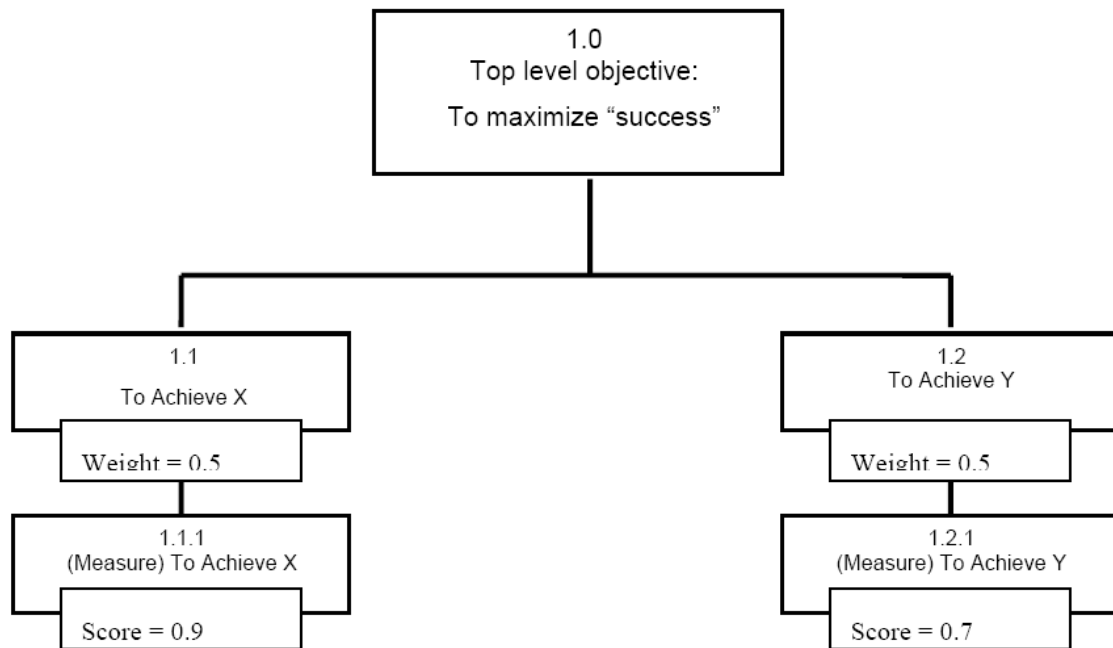 1.0
Top level objective:
To maximize “success”
1.1
To Achieve X
Weight = 0.5
1.2
To Achieve Y
Weight = 0.5
1.1.1
(Measure) To Achieve X
Score = 0.9
1.2.1
(Measure) To Achieve Y
Score = 0.7